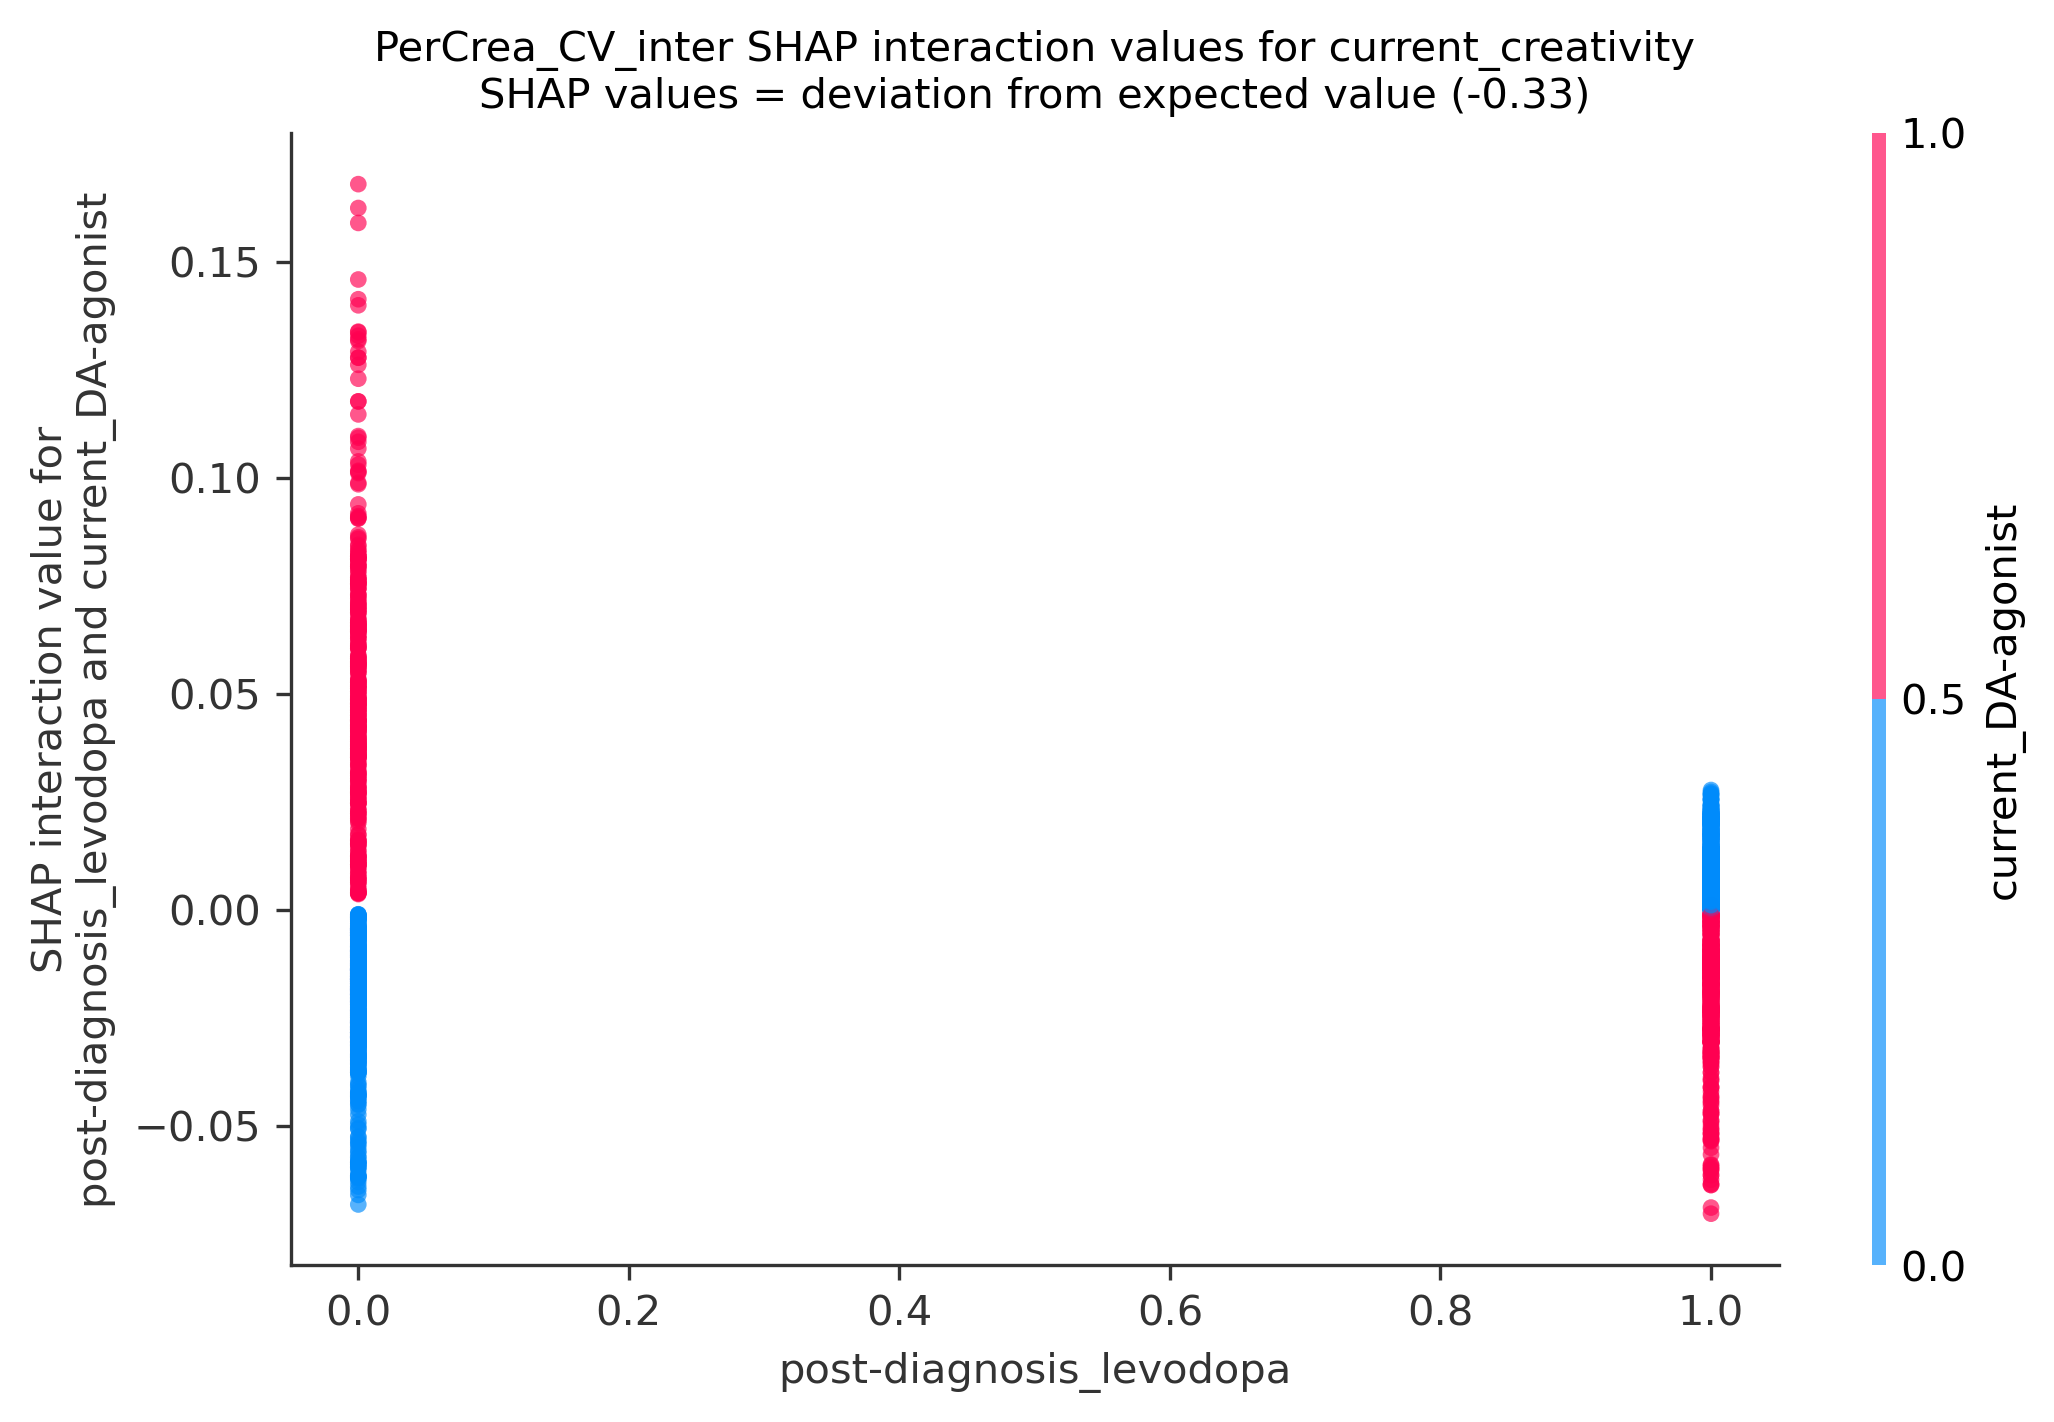 PerCrea_CV_inter SHAP interaction values for current_creativity
SHAP values = deviation from expected value (-0.33)
SHAP interaction value for
post-diagnosis_levodopa and current_DA-agonist
0.15
0.10
0.05
0.00
−0.05
0.0
0.2
0.4
0.6
0.8
1.0
post-diagnosis_levodopa
1.0
0.5
0.0
current_DA-agonist